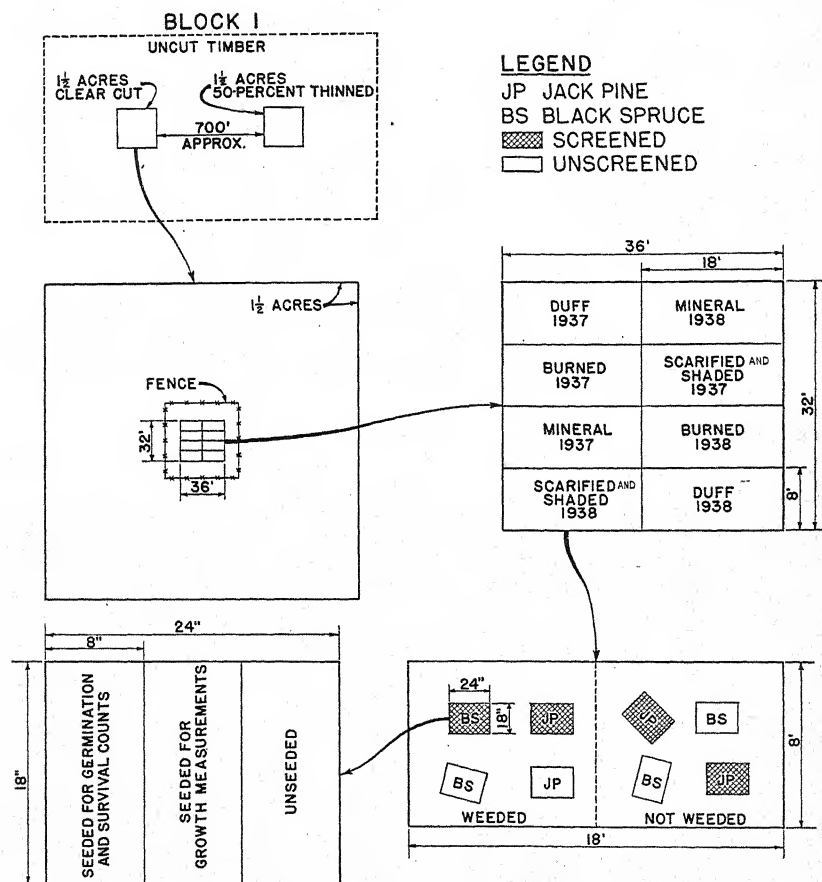 BLOCK I
UNCUT TIMBER
1½ ACRES
CLEAR CUT
1½ ACRES
50-PERCENT THINNED
700'
APPROX.
LEGEND
JP JACK PINE
BS BLACK SPRUCE
SCREENED
UNSCREENED
1½ ACRES
FENCE
32'
36'
36'
18'
DUFF
1937
MINERAL
1938
BURNED
1937
SCARIFIED AND
SHADED
1937
MINERAL
1937
BURNED
1938
SCARIFIED AND
SHADED
1938
DUFF
1938
32'
8'
24"
8"
18"
SEEDED FOR GERMINATION
AND SURVIVAL COUNTS
SEEDED FOR
GROWTH MEASUREMENTS
UNSEEDED
24"
18"
BS
JP
BS
BS
JP
BS
JP
WEEDED
NOT WEEDED
8'
18'